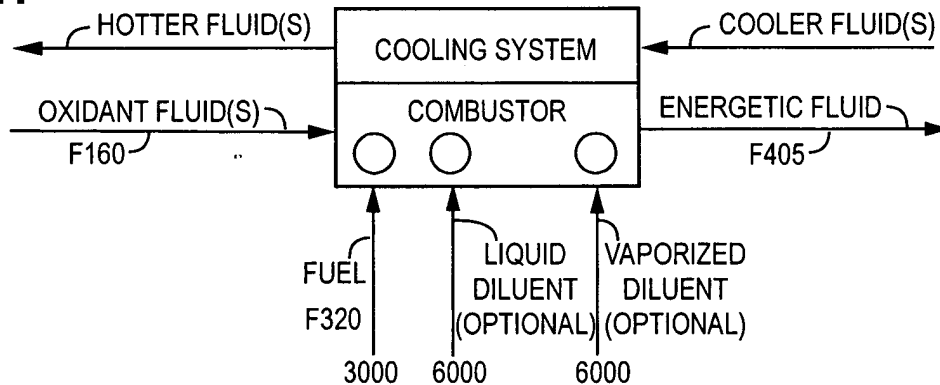 HOTTER FLUID(S)
COOLING SYSTEM
COOLER FLUID(S)
OXIDANT FLUID(S)
F160
COMBUSTOR
ENERGETIC FLUID
F405
FUEL
F320
LIQUID
DILUENT
(OPTIONAL)
VAPORIZED
DILUENT
(OPTIONAL)
3000
6000
6000